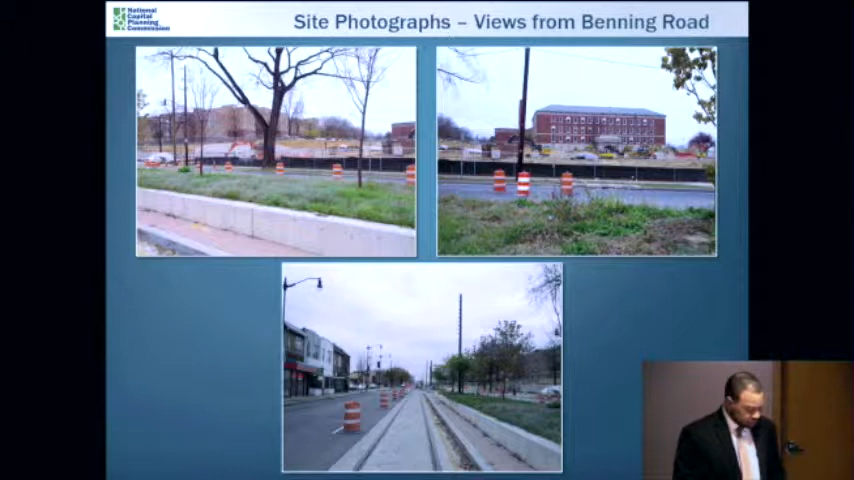 National
Capital
Planning
Commission
Site Photographs – Views from Benning Road